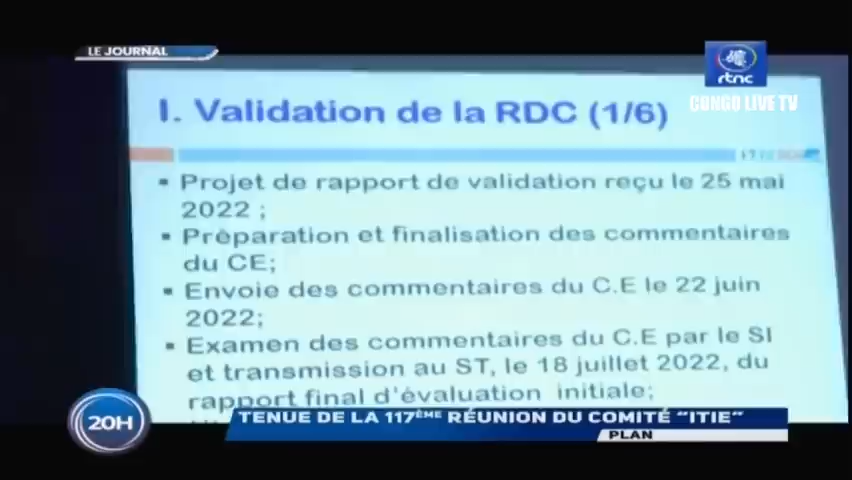 LE JOURNAL
rtnc
CONGO LIVE TV
I. Validation de la RDC (1/6)
▪ Projet de rapport de validation reçu le 25 mai
2022 ;
▪ Préparation et finalisation des commentaires
du CE;
▪ Envoie des commentaires du C.E le 22 juin
2022;
▪ Examen des commentaires du C.E par le SI
et transmission au ST, le 18 juillet 2022, du
rapport final d'évaluation initiale;
20H
TENUE DE LA 117ÈME RÉUNION DU COMITÉ "ITIE"
PLAN